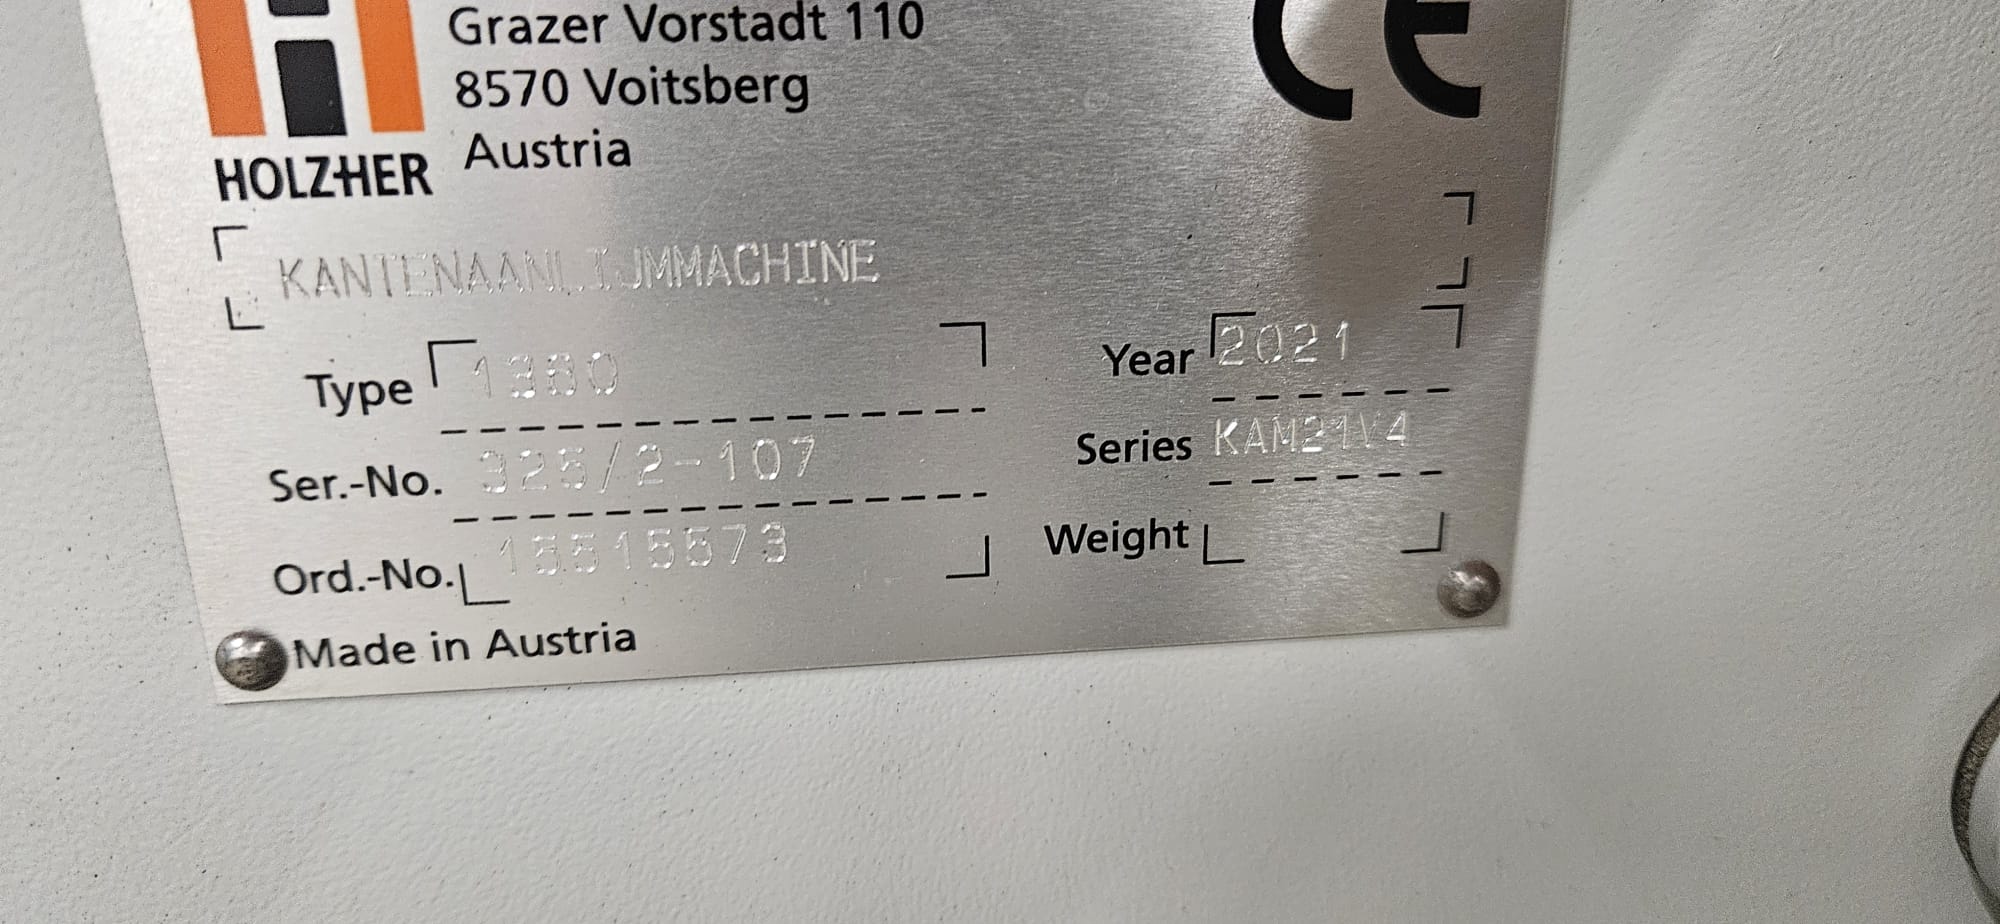 Grazer Vorstadt 110
8570 Voitsberg
Austria
HOLZHER
CE
KANTENAANLIJMMACHINE
Type 1380
Year 2021
Ser.-No. 325/2-107
Series KAM21V4
Ord.-No. 15515573
Weight
Made in Austria